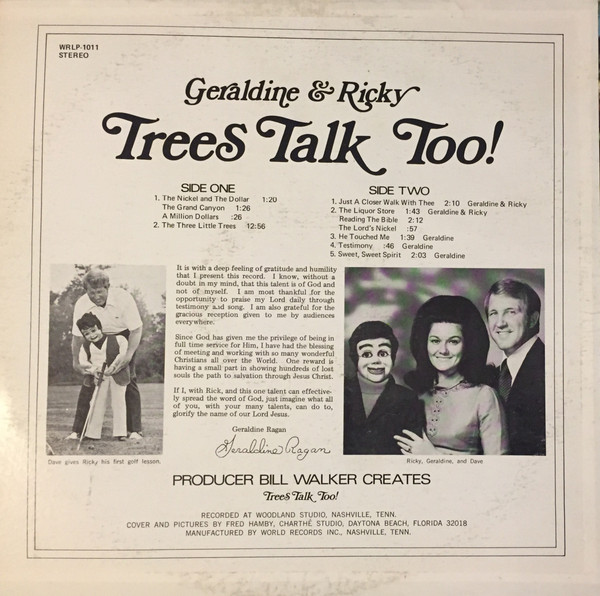 WRLP-1011
STEREO
Geraldine & Ricky
Trees Talk Too!
SIDE ONE
1. The Nickel and The Dollar 1:20
The Grand Canyon 1:26
A Million Dollars :26
2. The Three Little Trees 12:56
SIDE TWO
1. Just A Closer Walk With Thee 2:10 Geraldine & Ricky
2. The Liquor Store 1:43 Geraldine & Ricky
Reading The Bible 2:12
The Lord's Nickel :57
3. He Touched Me 1:39 Geraldine
4. Testimony :46 Geraldine
5. Sweet, Sweet Spirit 2:03 Geraldine
It is with a deep feeling of gratitude and humility
that I present this record. I know, without a
doubt in my mind, that this talent is of God and
not of myself. I am most thankful for the
opportunity to praise my Lord daily through
testimony and song. I am also grateful for the
gracious reception given to me by audiences
everywhere.
Since God has given me the privilege of being in
full time service for Him, I have had the blessing
of meeting and working with so many wonderful
Christians all over the World. One reward is
having a small part in showing hundreds of lost
souls the path to salvation through Jesus Christ.
If I, with Rick, and this one talent can effective-
ly spread the word of God, just imagine what all
of you, with your many talents, can do to,
glorify the name of our Lord Jesus.
Geraldine Ragan
Geraldine Ragan
Dave gives Ricky his first golf lesson.
Ricky, Geraldine, and Dave
PRODUCER BILL WALKER CREATES
Trees Talk Too!
RECORDED AT WOODLAND STUDIO, NASHVILLE, TENN.
COVER AND PICTURES BY FRED HAMBY, CHARTHÉ STUDIO, DAYTONA BEACH, FLORIDA 32018
MANUFACTURED BY WORLD RECORDS INC., NASHVILLE, TENN.